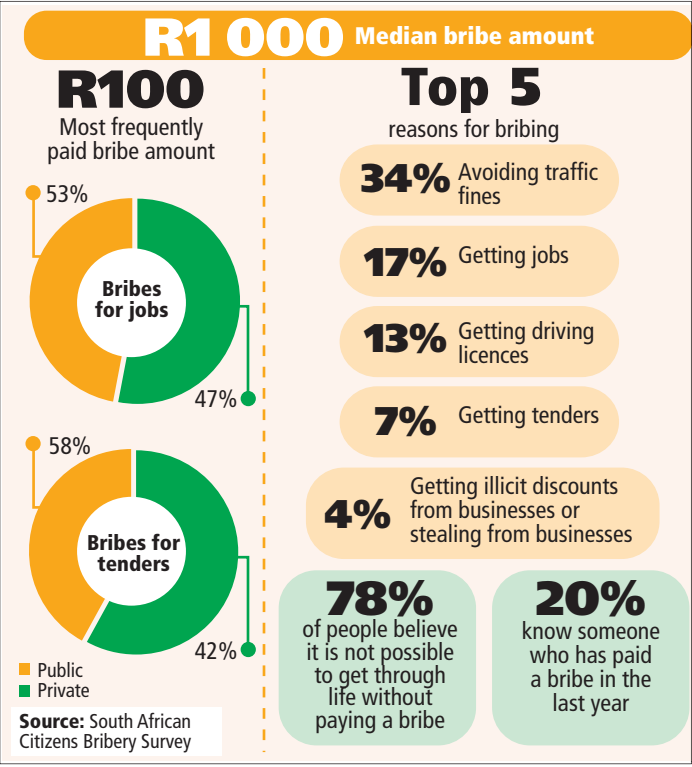 R1 000 Median bribe amount
R100
Most frequently
paid bribe amount
53%
Bribes
for jobs
47%
58%
Bribes for
tenders
42%
Public
Private
Source: South African
Citizens Bribery Survey
Top 5
reasons for bribing
34% Avoiding traffic
fines
17% Getting jobs
13% Getting driving
licences
7% Getting tenders
4% Getting illicit discounts
from businesses or
stealing from businesses
78%
of people believe
it is not possible
to get through
life without
paying a bribe
20%
know someone
who has paid
a bribe in the
last year